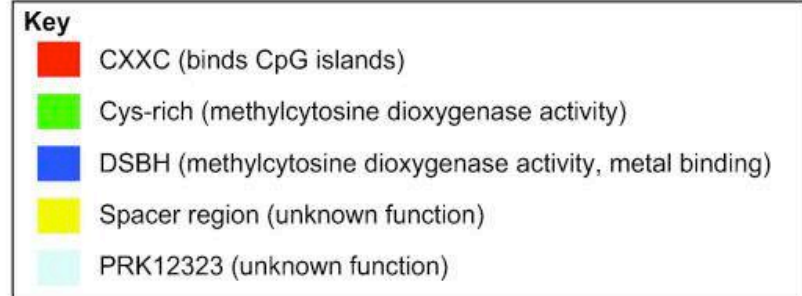 Key
CXXC (binds CpG islands)
Cys-rich (methylcytosine dioxygenase activity)
DSBH (methylcytosine dioxygenase activity, metal binding)
Spacer region (unknown function)
PRK12323 (unknown function)